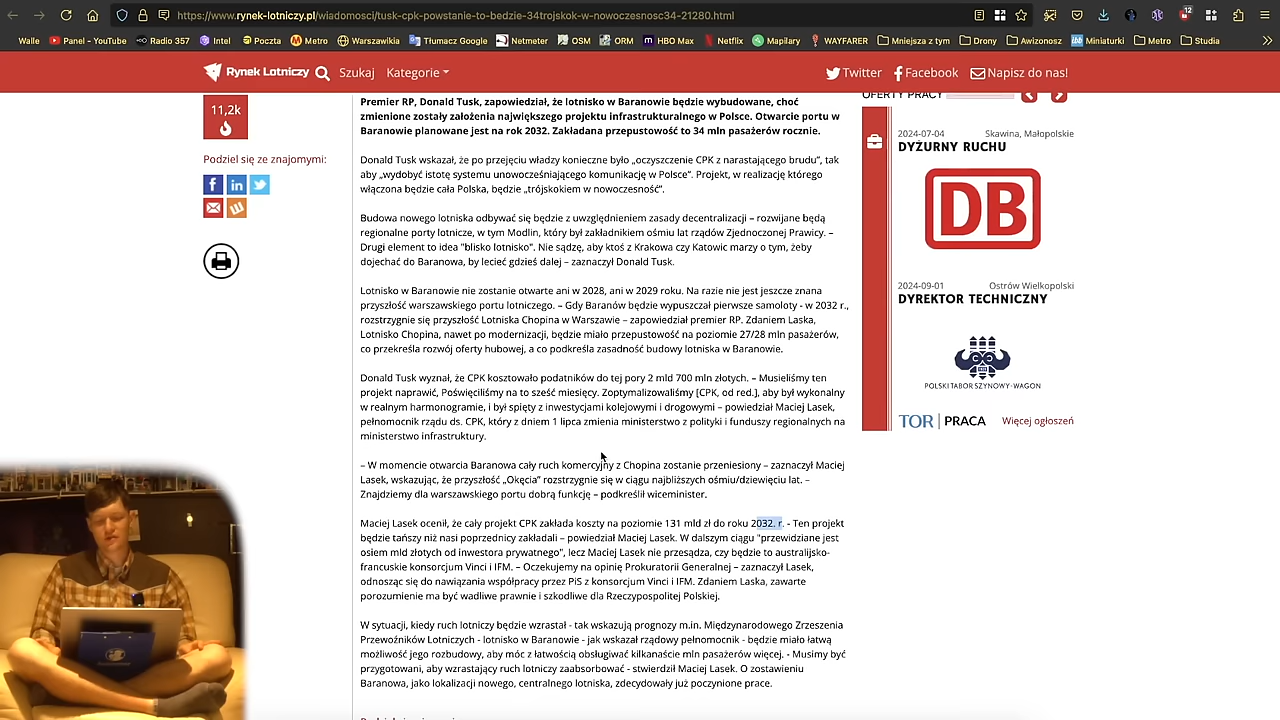 https://www.rynek-lotniczy.pl/wiadomosci/tusk-cpk-powstanie-to-bedzie-34trojskok-w-nowoczesnosc34-21280.html
12
Walle Panel - YouTube Radio 357 Intel Poczta Metro Warszawikia Tłumacz Google Netmeter OSM ORM HBO Max Netflix Mapilary WAYFARER Mniejsza z tym Drony Awizonosz Miniaturki Metro Studia
Rynek Lotniczy Szukaj Kategorie Twitter Facebook Napisz do nas!
11,2k
Podziel się ze znajomymi:
Premier RP, Donald Tusk, zapowiedział, że lotnisko w Baranowie będzie wybudowane, choć
zmienione zostały założenia największego projektu infrastrukturalnego w Polsce. Otwarcie portu w
Baranowie planowane jest na rok 2032. Zakładana przepustowość to 34 mln pasażerów rocznie.
Donald Tusk wskazał, że po przejęciu władzy konieczne było „oczyszczenie CPK z narastającego brudu”, tak
aby „wydobyć istotę systemu unowocześniającego komunikację w Polsce”. Projekt, w realizację którego
włączona będzie cała Polska, będzie „trójskokiem w nowoczesność”.
Budowa nowego lotniska odbywać się będzie z uwzględnieniem zasady decentralizacji – rozwijane będą
regionalne porty lotnicze, w tym Modlin, który był zakładnikiem ośmiu lat rządów Zjednoczonej Prawicy. –
Drugi element to idea "blisko lotnisko". Nie sądzę, aby ktoś z Krakowa czy Katowic marzy o tym, żeby
dojechać do Baranowa, by lecieć gdzieś dalej – zaznaczył Donald Tusk.
Lotnisko w Baranowie nie zostanie otwarte ani w 2028, ani w 2029 roku. Na razie nie jest jeszcze znana
przyszłość warszawskiego portu lotniczego. – Gdy Baranów będzie wypuszczał pierwsze samoloty - w 2032 r.,
rozstrzygnie się przyszłość Lotniska Chopina w Warszawie – zapowiedział premier RP. Zdaniem Laska,
Lotnisko Chopina, nawet po modernizacji, będzie miało przepustowość na poziomie 27/28 mln pasażerów,
co przekreśla rozwój oferty hubowej, a co podkreśla zasadność budowy lotniska w Baranowie.
Donald Tusk wyznał, że CPK kosztowało podatników do tej pory 2 mld 700 mln złotych. – Musieliśmy ten
projekt naprawić, Poświęciliśmy na to sześć miesięcy. Zoptymalizowaliśmy [CPK, od red.], aby był wykonalny
w realnym harmonogramie, i był spięty z inwestycjami kolejowymi i drogowymi – powiedział Maciej Lasek,
pełnomocnik rządu ds. CPK, który z dniem 1 lipca zmienia ministerstwo z polityki i funduszy regionalnych na
ministerstwo infrastruktury.
– W momencie otwarcia Baranowa cały ruch komercyjny z Chopina zostanie przeniesiony – zaznaczył Maciej
Lasek, wskazując, że przyszłość „Okęcia” rozstrzygnie się w ciągu najbliższych ośmiu/dziewięciu lat. –
Znajdziemy dla warszawskiego portu dobrą funkcję – podkreślił wiceminister.
Maciej Lasek ocenił, że cały projekt CPK zakłada koszty na poziomie 131 mld zł do roku 2032. r. - Ten projekt
będzie tańszy niż nasi poprzednicy zakładali – powiedział Maciej Lasek. W dalszym ciągu "przewidziane jest
osiem mld złotych od inwestora prywatnego", lecz Maciej Lasek nie przesądza, czy będzie to australijsko-
francuskie konsorcjum Vinci i IFM. – Oczekujemy na opinię Prokuratorii Generalnej – zaznaczył Lasek,
odnosząc się do nawiązania współpracy przez PiS z konsorcjum Vinci i IFM. Zdaniem Laska, zawarte
porozumienie ma być wadliwe prawnie i szkodliwe dla Rzeczypospolitej Polskiej.
W sytuacji, kiedy ruch lotniczy będzie wzrastał - tak wskazują prognozy m.in. Międzynarodowego Zrzeszenia
Przewoźników Lotniczych - lotnisko w Baranowie - jak wskazał rządowy pełnomocnik - będzie miało łatwą
możliwość jego rozbudowy, aby móc z łatwością obsługiwać kilkanaście mln pasażerów więcej. - Musimy być
przygotowani, aby wzrastający ruch lotniczy zaabsorbować - stwierdził Maciej Lasek. O zostawieniu
Baranowa, jako lokalizacji nowego, centralnego lotniska, zdecydowały już poczynione prace.
OFERTY PRACY
2024-07-04 Skawina, Małopolskie
DYŻURNY RUCHU
DB
2024-09-01 Ostrów Wielkopolski
DYREKTOR TECHNICZNY
POLSKI TABOR SZYNOWY-WAGON
TOR PRACA Więcej ogłoszeń